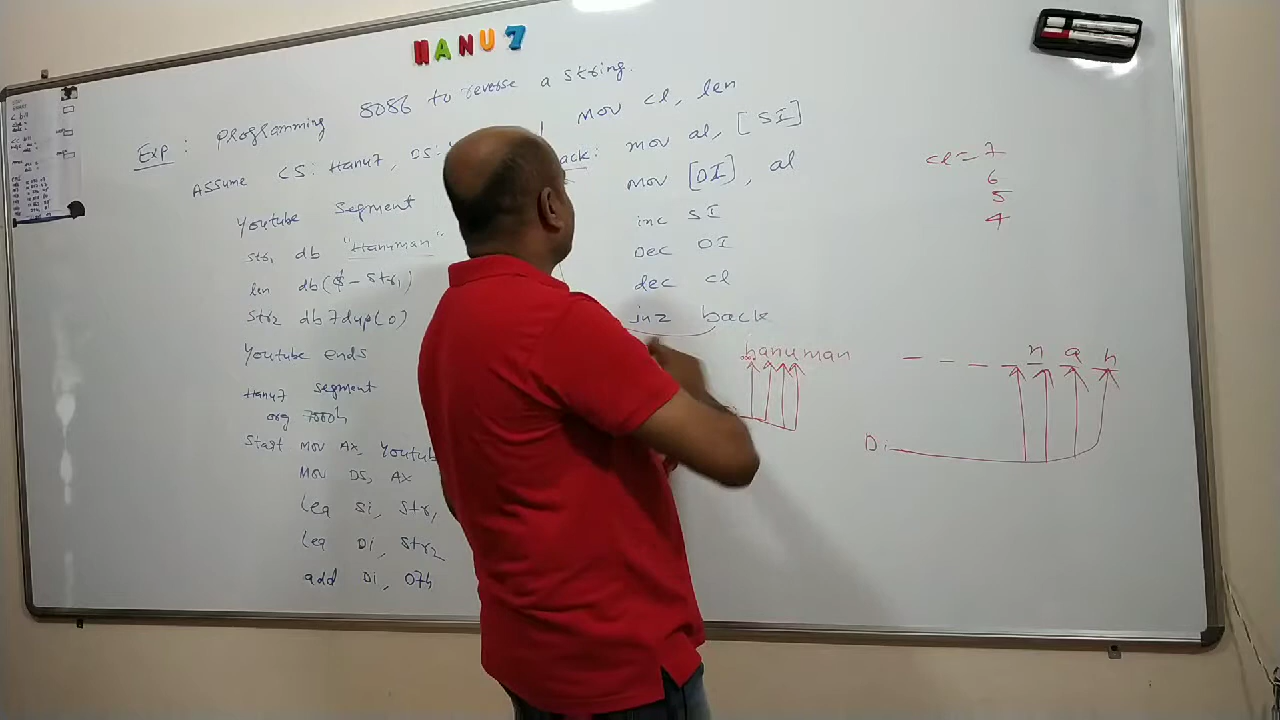 HANU 7
Exp: Programming 8086 to reverse a string.
Assume CS: Hanu7, DS:
Youtube segment
str1 db "Hanuman"
len db($-str1)
Str2 db 7dup(0)
Youtube ends
Hanu7 segment
org 7000h
Start Mov Ax, Youtube
Mov DS, Ax
lea si, Str1
lea Di, Str2
add Di, 07h
Mov cl, len
back: mov al, [SI]
mov [DI], al
inc SI
Dec DI
dec cl
jnz back
cl=7
6
5
4
hanuman
n a h
Di